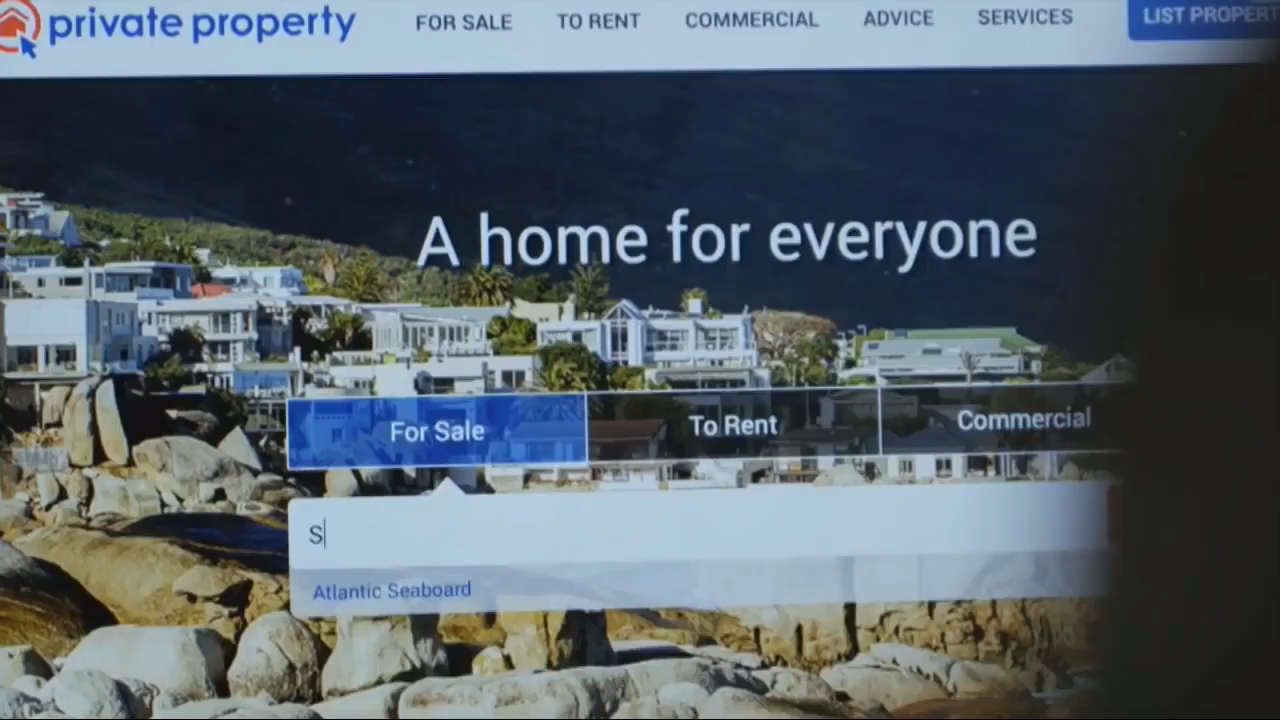 private property FOR SALE TO RENT COMMERCIAL ADVICE SERVICES LIST PROPERT
A home for everyone
For Sale To Rent Commercial
S
Atlantic Seaboard